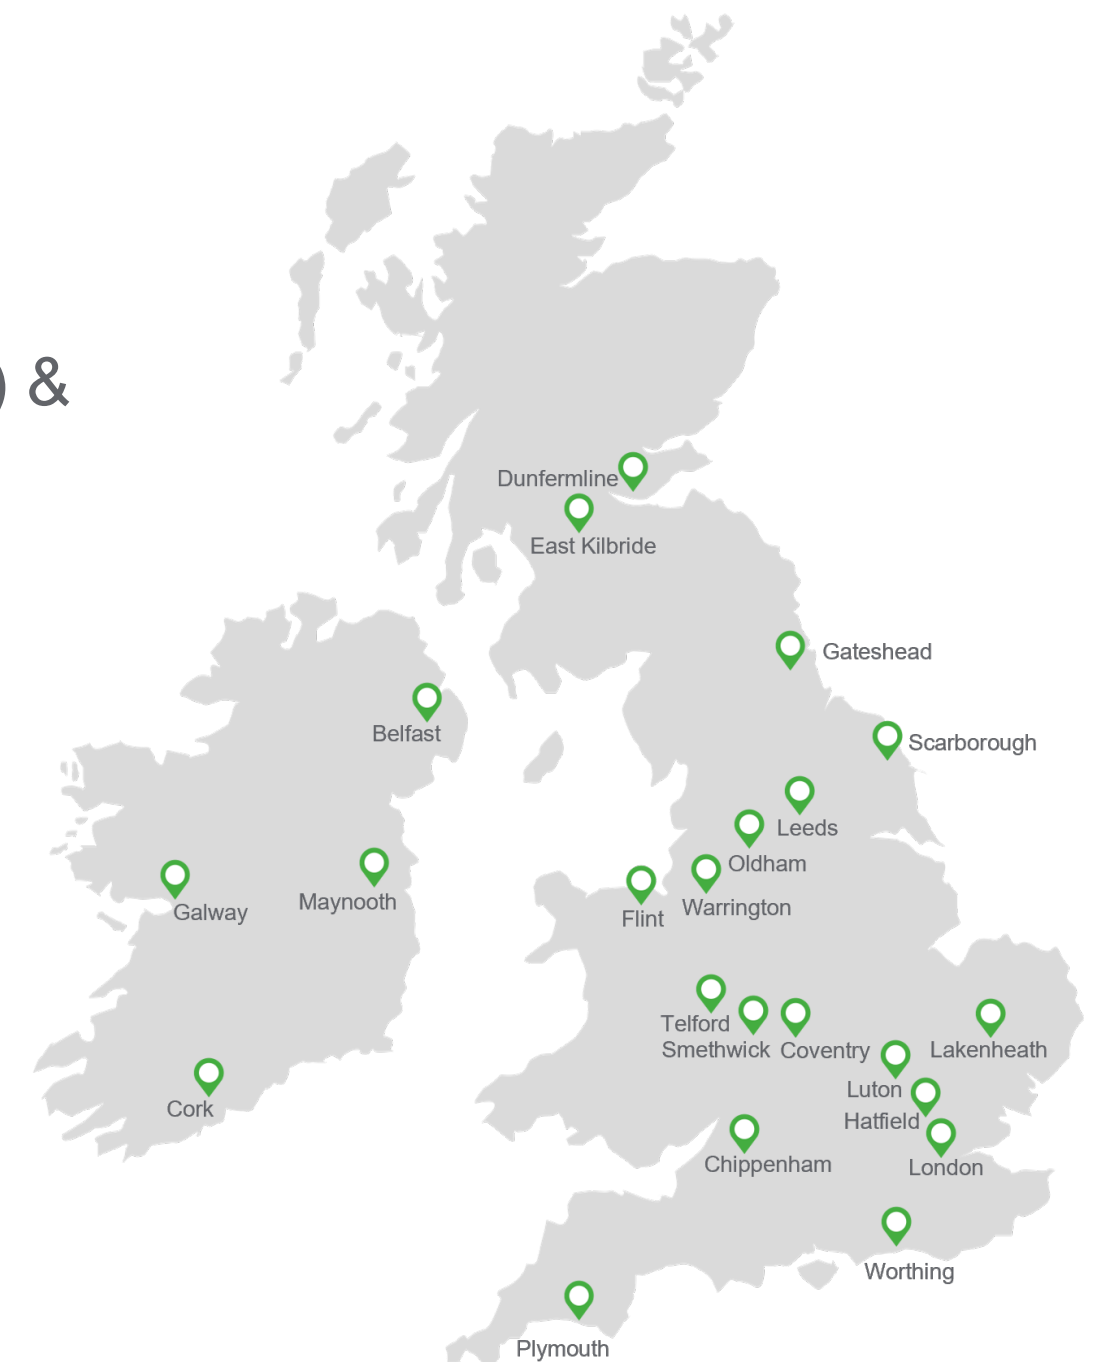 ) &
Dunfermline
East Kilbride
Gateshead
Belfast
Scarborough
Leeds
Oldham
Maynooth
Galway
Flint
Warrington
Telford
Smethwick
Coventry
Lakenheath
Luton
Cork
Hatfield
Chippenham
London
Worthing
Plymouth